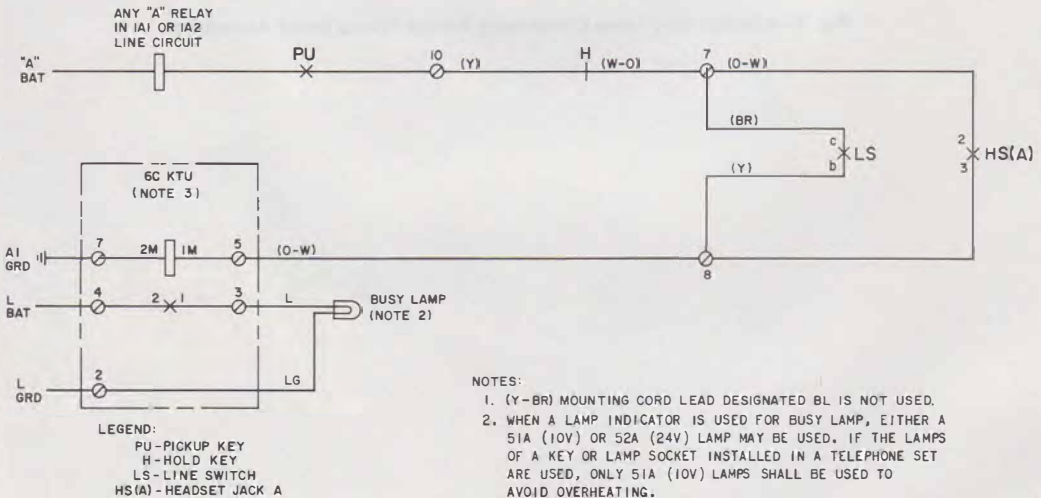 ANY "A" RELAY
IN 1A1 OR 1A2
LINE CIRCUIT
"A"
BAT
PU
10
(Y)
H
(W-O)
7
(O-W)
(BR)
c
LS
b
(Y)
2
HS(A)
3
6C KTU
(NOTE 3)
A1
GRD
7
2M
1M
5
(O-W)
8
L
BAT
4
2
1
3
L
BUSY LAMP
(NOTE 2)
L
GRD
2
LG
LEGEND:
PU-PICKUP KEY
H-HOLD KEY
LS-LINE SWITCH
HS(A)-HEADSET JACK A
NOTES:
1. (Y-BR) MOUNTING CORD LEAD DESIGNATED BL IS NOT USED.
2. WHEN A LAMP INDICATOR IS USED FOR BUSY LAMP, EITHER A
51A (10V) OR 52A (24V) LAMP MAY BE USED. IF THE LAMPS
OF A KEY OR LAMP SOCKET INSTALLED IN A TELEPHONE SET
ARE USED, ONLY 51A (10V) LAMPS SHALL BE USED TO
AVOID OVERHEATING.